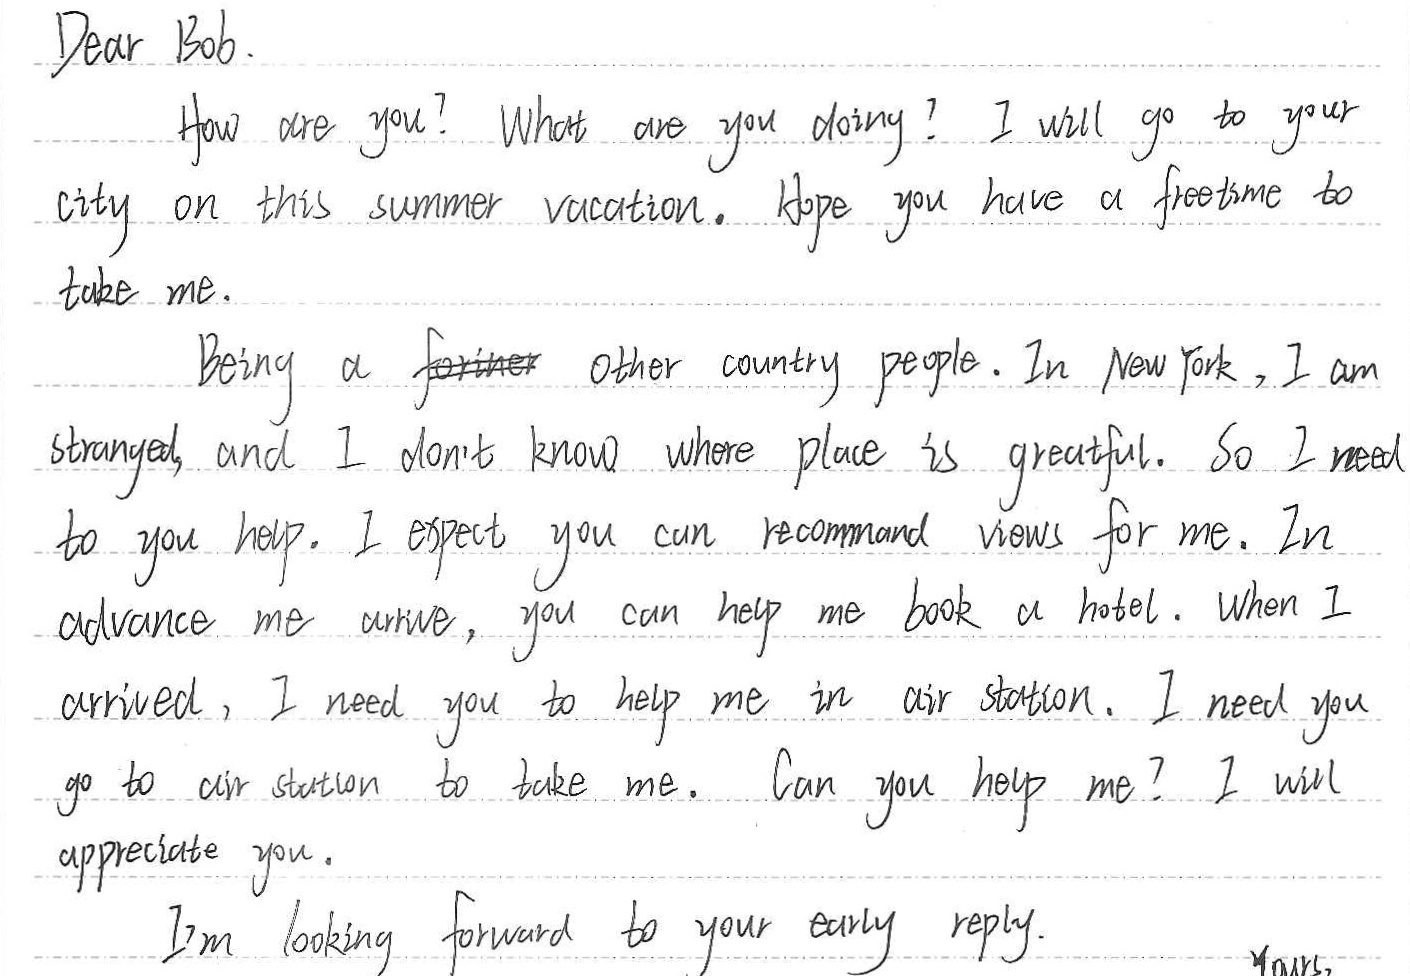 Dear Bob.
How are you? What are you doing? I will go to your
city on this summer vacation. Hope you have a freetime to
take me.
Being a other country people. In New York, I am
stranged, and I don't know where place is greatful. So I need
to you help. I expect you can recommand views for me. In
advance me arrive, you can help me book a hotel. When I
arrived, I need you to help me in air station. I need you
go to air station to take me. Can you help me? I will
appreciate you.
I'm looking forward to your early reply.
Yours,